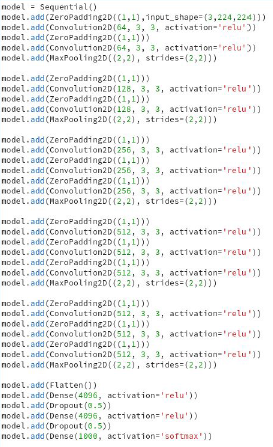 model = Sequential()
model.add(ZeroPadding2D((1,1),input_shape=(3,224,224)))
model.add(Convolution2D(64, 3, 3, activation='relu'))
model.add(ZeroPadding2D((1,1)))
model.add(Convolution2D(64, 3, 3, activation='relu'))
model.add(MaxPooling2D((2,2), strides=(2,2)))
model.add(ZeroPadding2D((1,1)))
model.add(Convolution2D(128, 3, 3, activation='relu'))
model.add(ZeroPadding2D((1,1)))
model.add(Convolution2D(128, 3, 3, activation='relu'))
model.add(MaxPooling2D((2,2), strides=(2,2)))
model.add(ZeroPadding2D((1,1)))
model.add(Convolution2D(256, 3, 3, activation='relu'))
model.add(ZeroPadding2D((1,1)))
model.add(Convolution2D(256, 3, 3, activation='relu'))
model.add(ZeroPadding2D((1,1)))
model.add(Convolution2D(256, 3, 3, activation='relu'))
model.add(MaxPooling2D((2,2), strides=(2,2)))
model.add(ZeroPadding2D((1,1)))
model.add(Convolution2D(512, 3, 3, activation='relu'))
model.add(ZeroPadding2D((1,1)))
model.add(Convolution2D(512, 3, 3, activation='relu'))
model.add(ZeroPadding2D((1,1)))
model.add(Convolution2D(512, 3, 3, activation='relu'))
model.add(MaxPooling2D((2,2), strides=(2,2)))
model.add(ZeroPadding2D((1,1)))
model.add(Convolution2D(512, 3, 3, activation='relu'))
model.add(ZeroPadding2D((1,1)))
model.add(Convolution2D(512, 3, 3, activation='relu'))
model.add(ZeroPadding2D((1,1)))
model.add(Convolution2D(512, 3, 3, activation='relu'))
model.add(MaxPooling2D((2,2), strides=(2,2)))
model.add(Flatten())
model.add(Dense(4096, activation='relu'))
model.add(Dropout(0.5))
model.add(Dense(4096, activation='relu'))
model.add(Dropout(0.5))
model.add(Dense(1000, activation='softmax'))